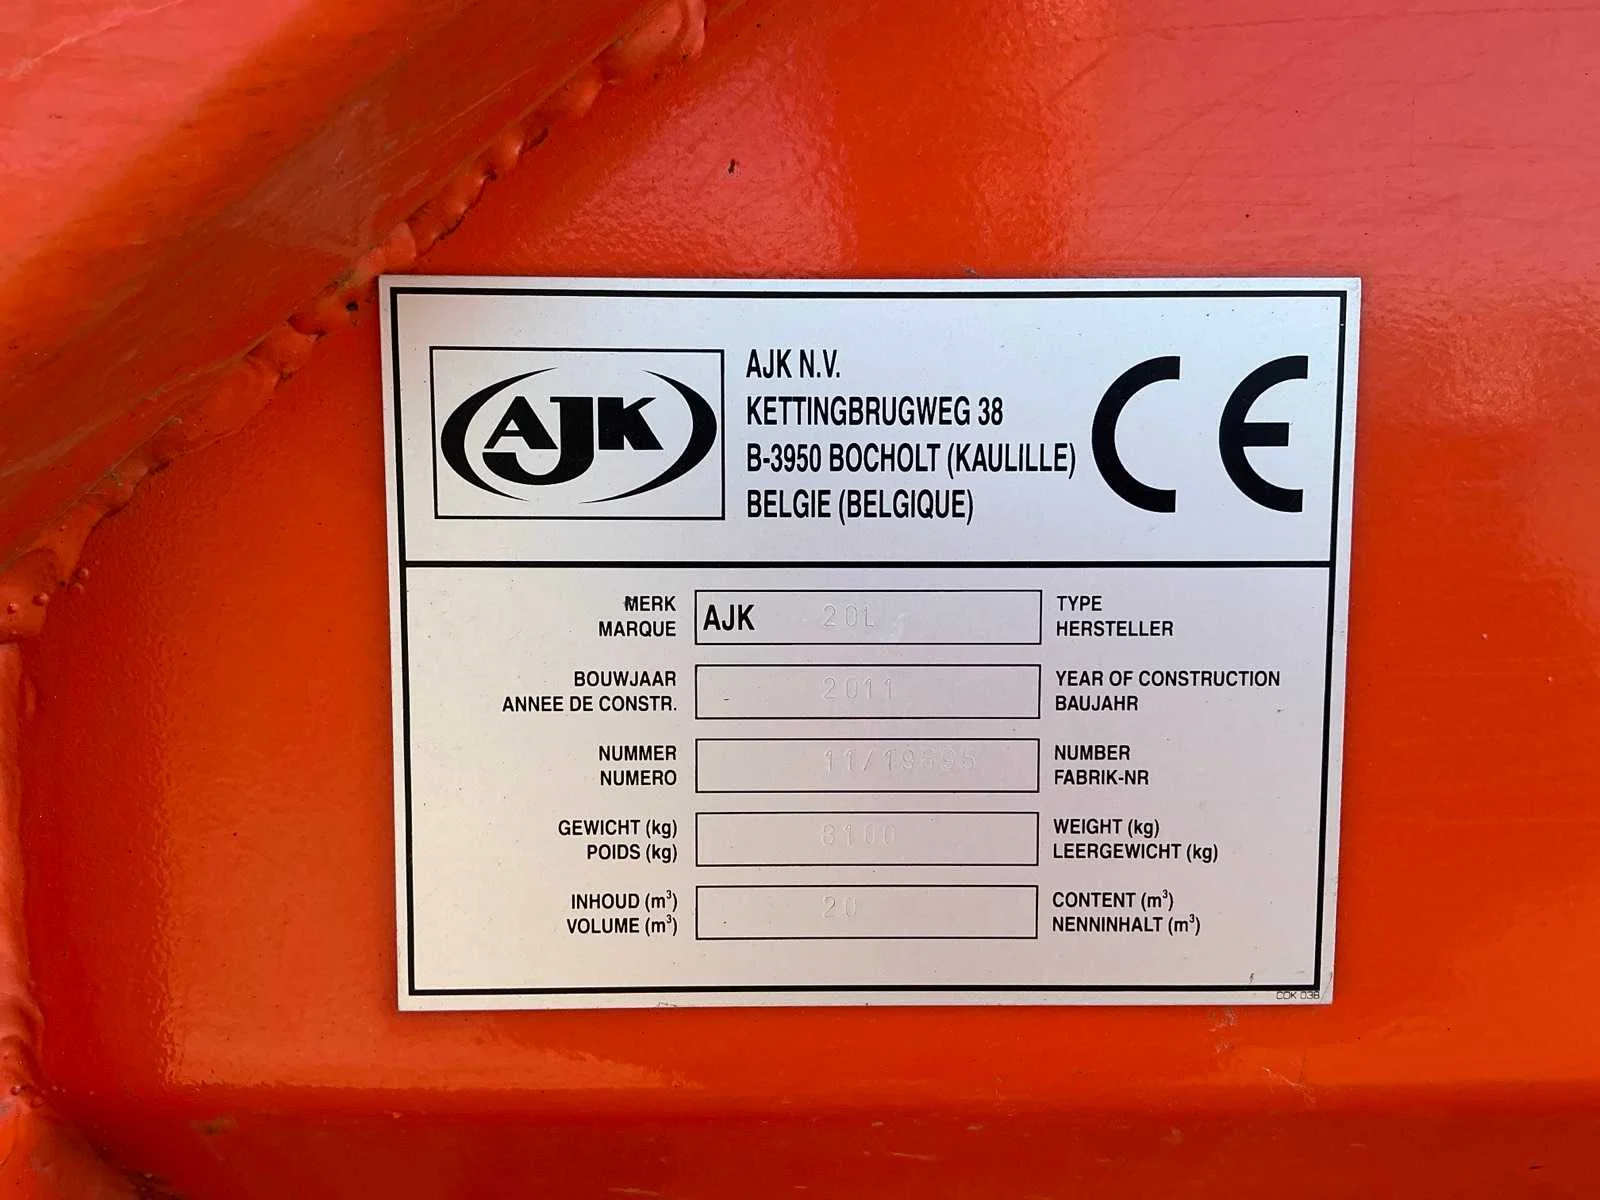 AJK
AJK N.V.
KETTINGBRUGWEG 38
B-3950 BOCHOLT (KAULILLE)
BELGIE (BELGIQUE)
CE
MERK AJK 20L TYPE
MARQUE HERSTELLER
BOUWJAAR 2011 YEAR OF CONSTRUCTION
ANNEE DE CONSTR. BAUJAHR
NUMMER NUMBER
NUMERO FABRIK-NR
GEWICHT (kg) WEIGHT (kg)
POIDS (kg) LEERGEWICHT (kg)
INHOUD (m³) 20 CONTENT (m³)
VOLUME (m³) NENNINHALT (m³)